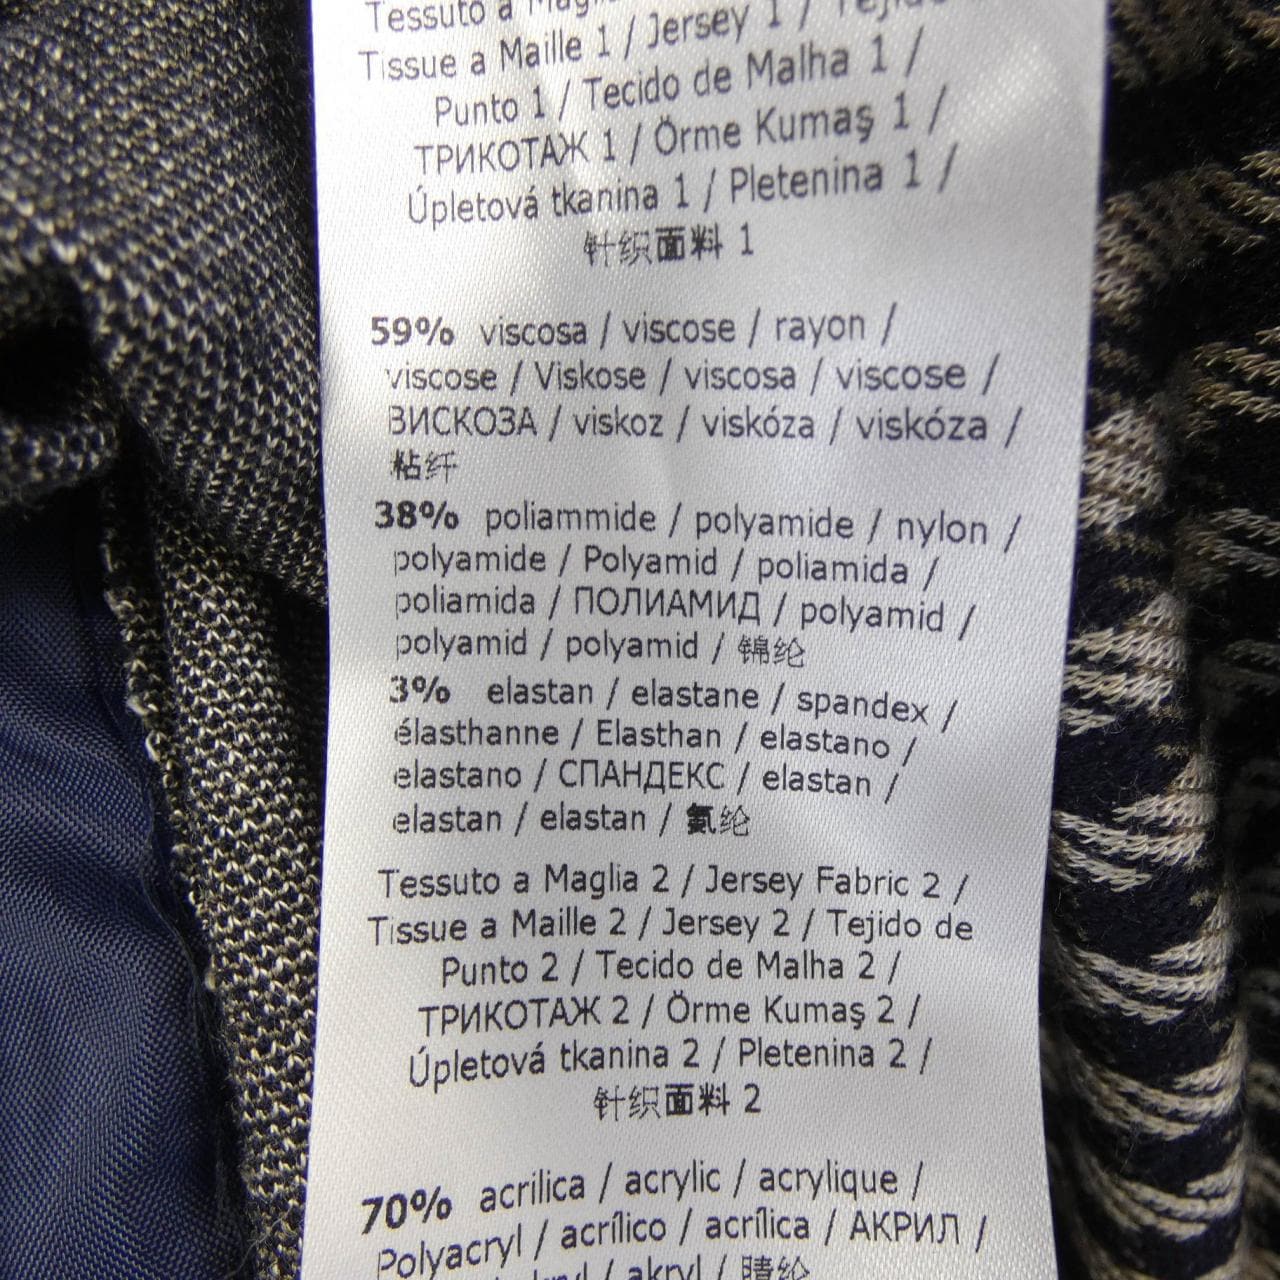 Tessuto a
Tissue a Maille 1 / Jersey 1 / Tejido
Punto 1 / Tecido de Malha 1 /
ТРИКОТАЖ 1 / Örme Kumaş 1 /
Úpletová tkanina 1 / Pletenina 1 /
针织面料 1
59% viscosa / viscose / rayon /
viscose / Viskose / viscosa / viscose /
ВИСКОЗА / viskoz / viskóza / viskóza /
粘纤
38% poliammide / polyamide / nylon /
polyamide / Polyamid / poliamida /
poliamida / ПОЛИАМИД / polyamid /
polyamid / polyamid / 锦纶
3% elastan / elastane / spandex /
élasthanne / Elasthan / elastano /
elastano / СПАНДЕКС / elastan /
elastan / elastan / 氨纶
Tessuto a Maglia 2 / Jersey Fabric 2 /
Tissue a Maille 2 / Jersey 2 / Tejido de
Punto 2 / Tecido de Malha 2 /
ТРИКОТАЖ 2 / Örme Kumaş 2 /
Úpletová tkanina 2 / Pletenina 2 /
针织面料 2
70% acrilica / acrylic / acrylique /
Polyacryl / acrílico / acrílica / АКРИЛ /
/ akryl / 腈纶